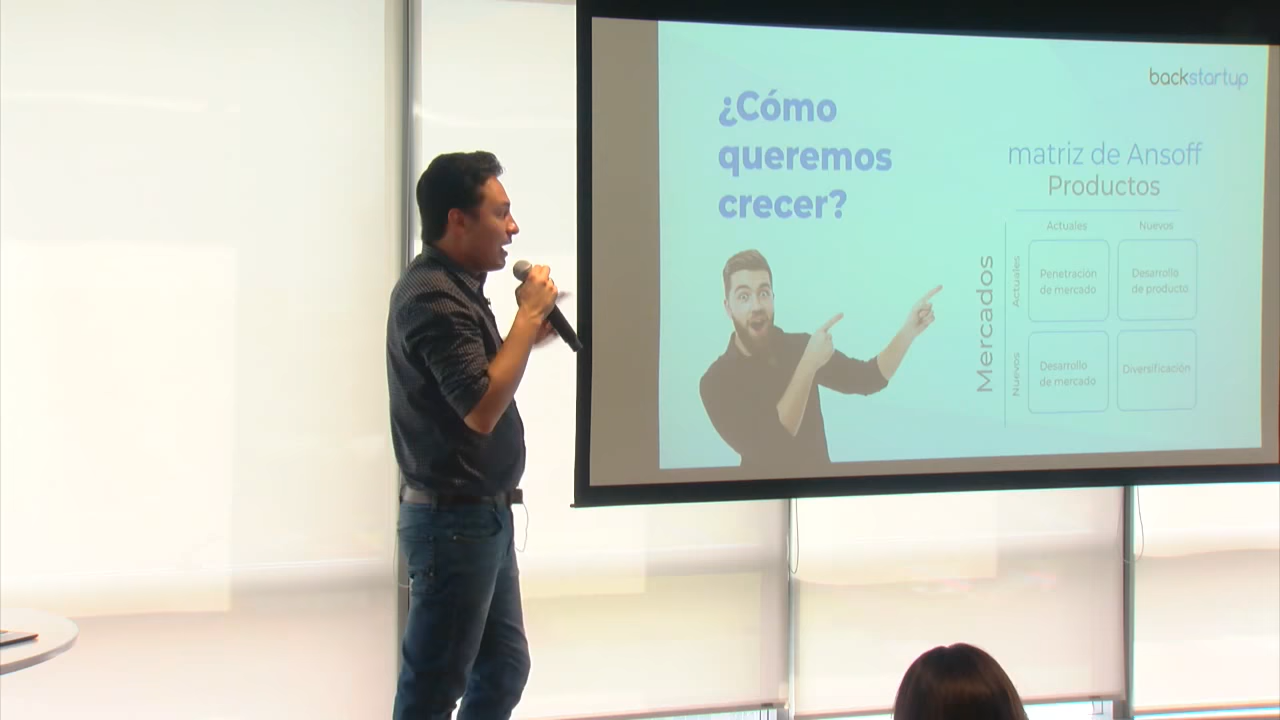 backstartup
¿Cómo
queremos
crecer?
matriz de Ansoff
Productos
Actuales
Nuevos
Mercados
Actuales
Penetración
de mercado
Desarrollo
de producto
Nuevos
Desarrollo
de mercado
Diversificación